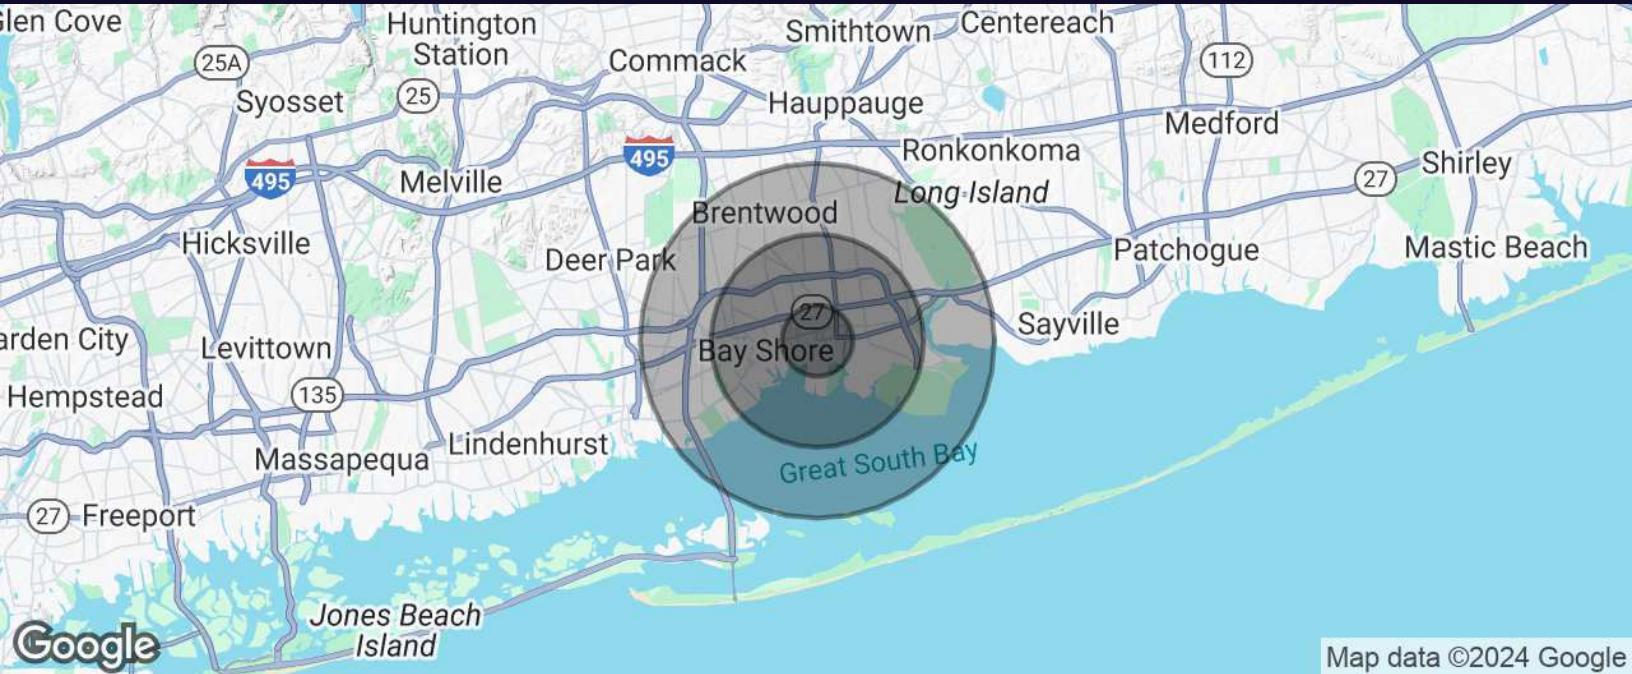 Glen Cove
Huntington
Station
Smithtown
Centereach
25A
Commack
112
Syosset
25
Hauppauge
Medford
495
495
Melville
Ronkonkoma
Long Island
27
Shirley
Brentwood
Hicksville
Deer Park
Patchogue
Mastic Beach
27
Sayville
arden City
Levittown
Bay Shore
Hempstead
135
Massapequa
Lindenhurst
Great South Bay
27
Freeport
Jones Beach
Island
Google
Map data ©2024 Google